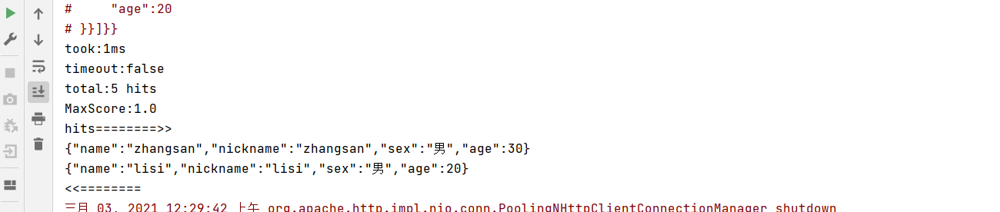 #     "age":20
# }}]}}
took:1ms
timeout:false
total:5 hits
MaxScore:1.0
hits========>>
{"name":"zhangsan","nickname":"zhangsan","sex":"男","age":30}
{"name":"lisi","nickname":"lisi","sex":"男","age":20}
<<========
三月 03, 2021 12:29:42 上午 org.apache.http.impl.nio.conn.PoolingNHttpClientConnectionManager shutdown